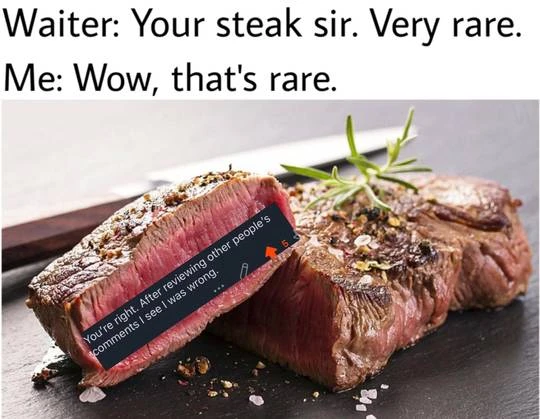 Waiter: Your steak sir. Very rare.
Me: Wow, that's rare.
You're right. After reviewing other people's
comments I see I was wrong.
5